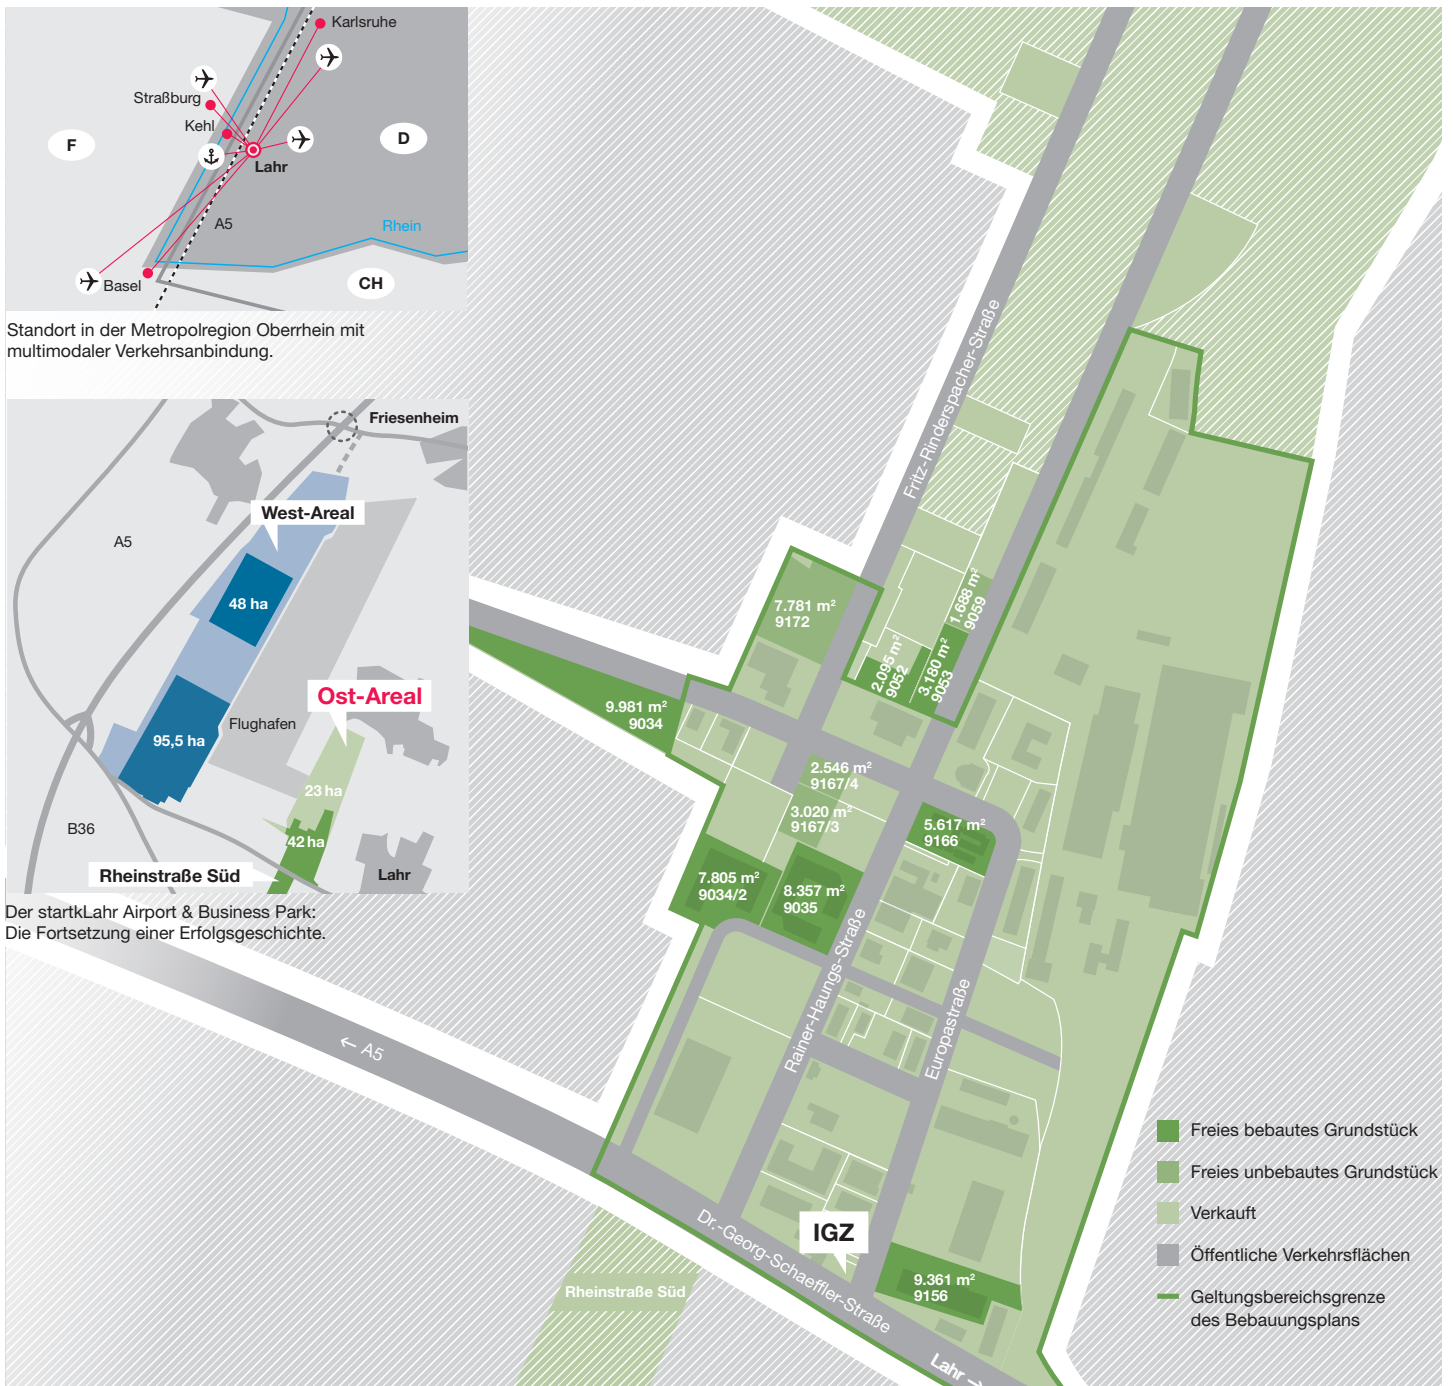 Karlsruhe
Straßburg
Kehl
F
D
Lahr
A5
Rhein
Basel
CH
Standort in der Metropolregion Oberrhein mit
multimodaler Verkehrsanbindung.
Friesenheim
West-Areal
A5
48 ha
Ost-Areal
Flughafen
95,5 ha
23 ha
B36
42 ha
Rheinstraße Süd
Lahr
Der startkLahr Airport & Business Park:
Die Fortsetzung einer Erfolgsgeschichte.
Fritz-Rinderspacher-Straße
7.781 m²
9172
1.688 m²
9059
2.095 m²
9052
3.180 m²
9053
9.981 m²
9034
2.546 m²
9167/4
3.020 m²
9167/3
5.617 m²
9166
7.805 m²
9034/2
8.357 m²
9035
Rainer-Haungs-Straße
Europastraße
← A5
Dr.-Georg-Schaeffler-Straße
IGZ
9.361 m²
9156
Rheinstraße Süd
Lahr →
Freies bebautes Grundstück
Freies unbebautes Grundstück
Verkauft
Öffentliche Verkehrsflächen
Geltungsbereichsgrenze
des Bebauungsplans